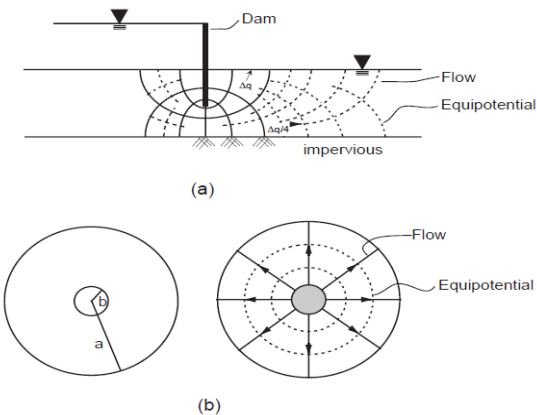 Dam
Δq
Flow
Equipotential
Δq/4
impervious
(a)
Flow
b
Equipotential
a
(b)